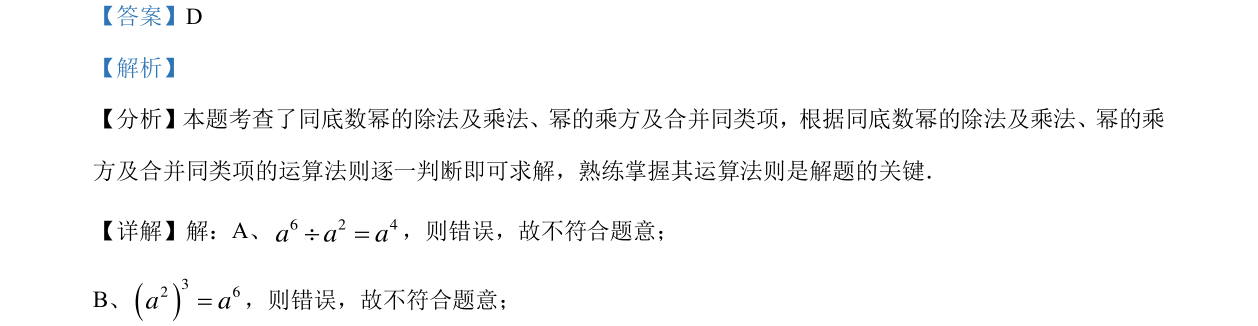 【答案】D
【解析】
【分析】本题考查了同底数幂的除法及乘法、幂的乘方及合并同类项，根据同底数幂的除法及乘法、幂的乘
方及合并同类项的运算法则逐一判断即可求解，熟练掌握其运算法则是解题的关键．
【详解】解：A、a⁶÷a²=a⁴，则错误，故不符合题意；
B、(a²)³=a⁶，则错误，故不符合题意；